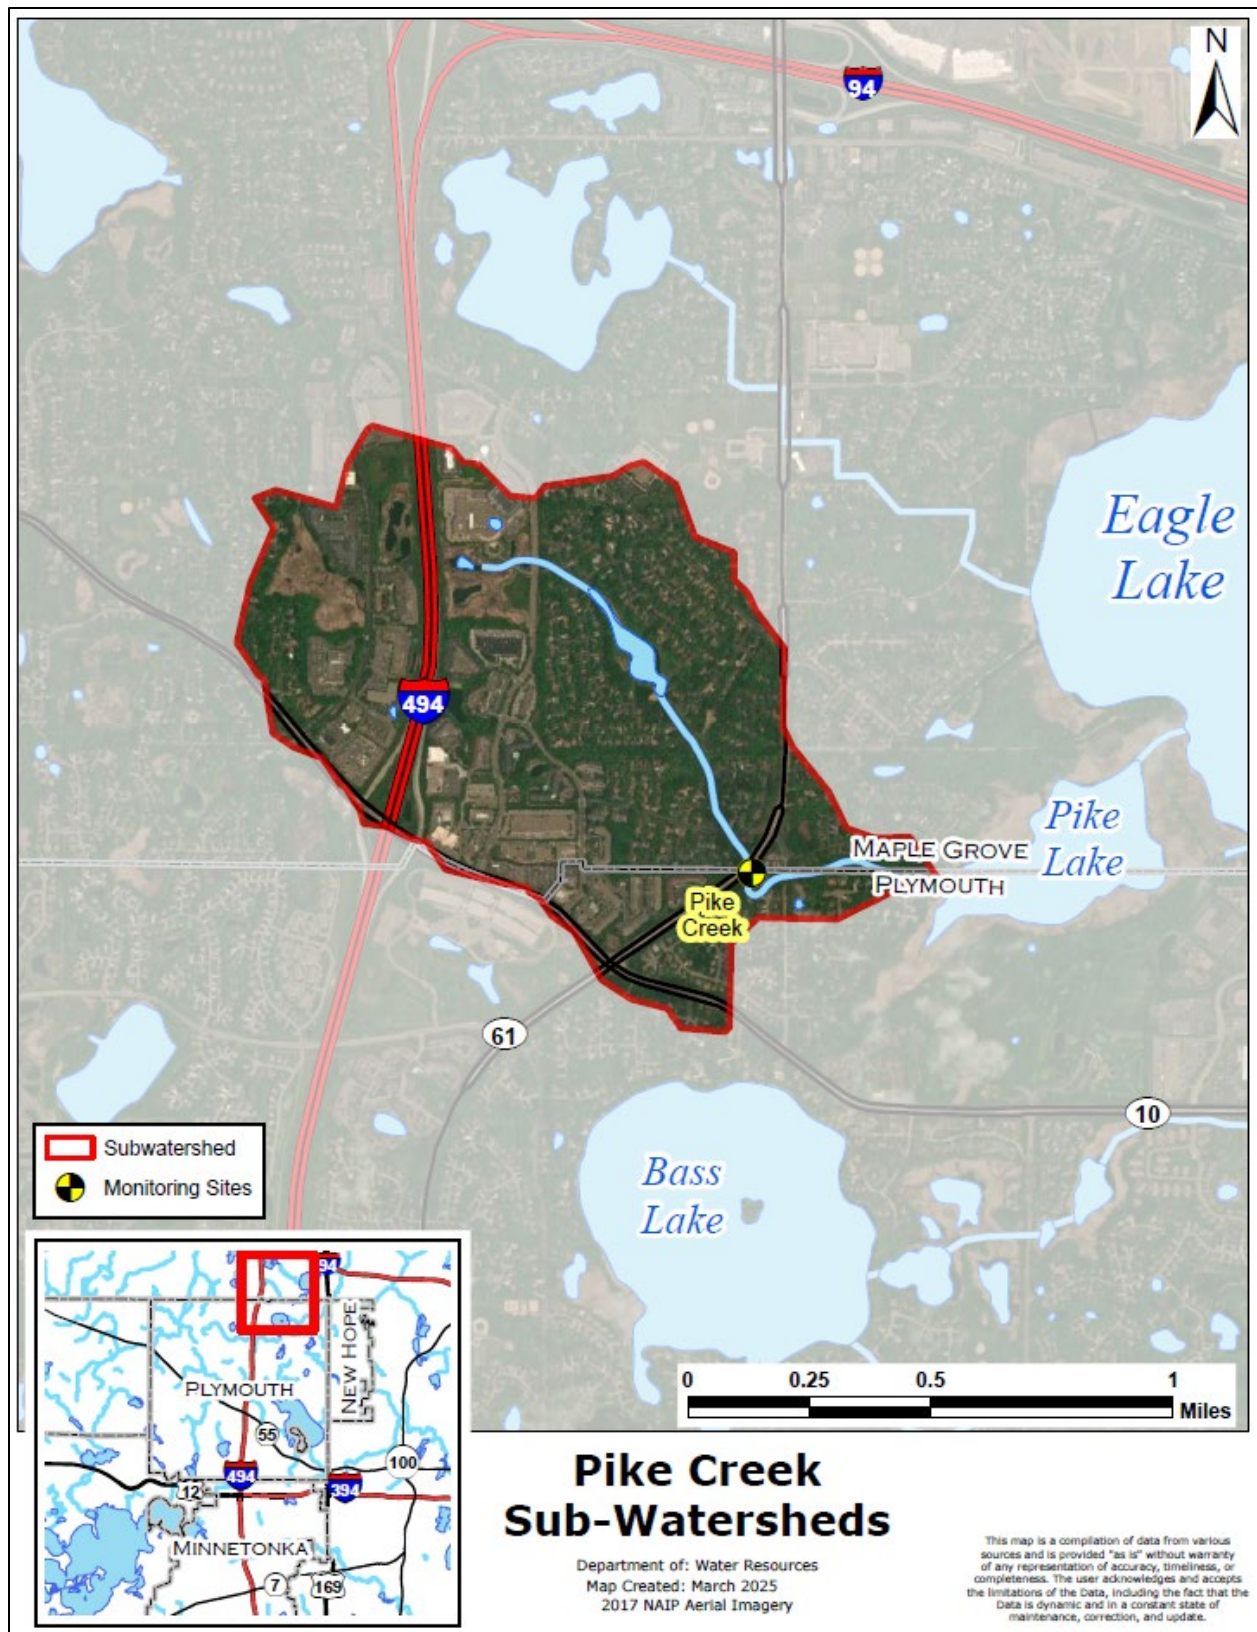 N
94
Eagle
Lake
494
Pike
Lake
MAPLE GROVE
PLYMOUTH
Pike
Creek
61
10
Subwatershed
Monitoring Sites
Bass
Lake
94
NEW HOPE
PLYMOUTH
55
100
494
12
394
MINNETONKA
7
169
0 0.25 0.5 1
Miles
Pike Creek
Sub-Watersheds
Department of: Water Resources
Map Created: March 2025
2017 NAIP Aerial Imagery
This map is a compilation of data from various
sources and is provided "as is" without warranty
of any representation of accuracy, timeliness, or
completeness. The user acknowledges and accepts
the limitations of the Data, including the fact that the
Data is dynamic and in a constant state of
maintenance, correction, and update.